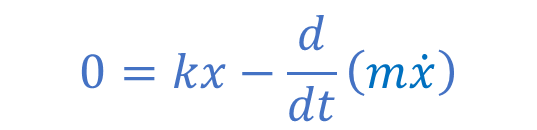 0 = kx − d/dt (mẋ)